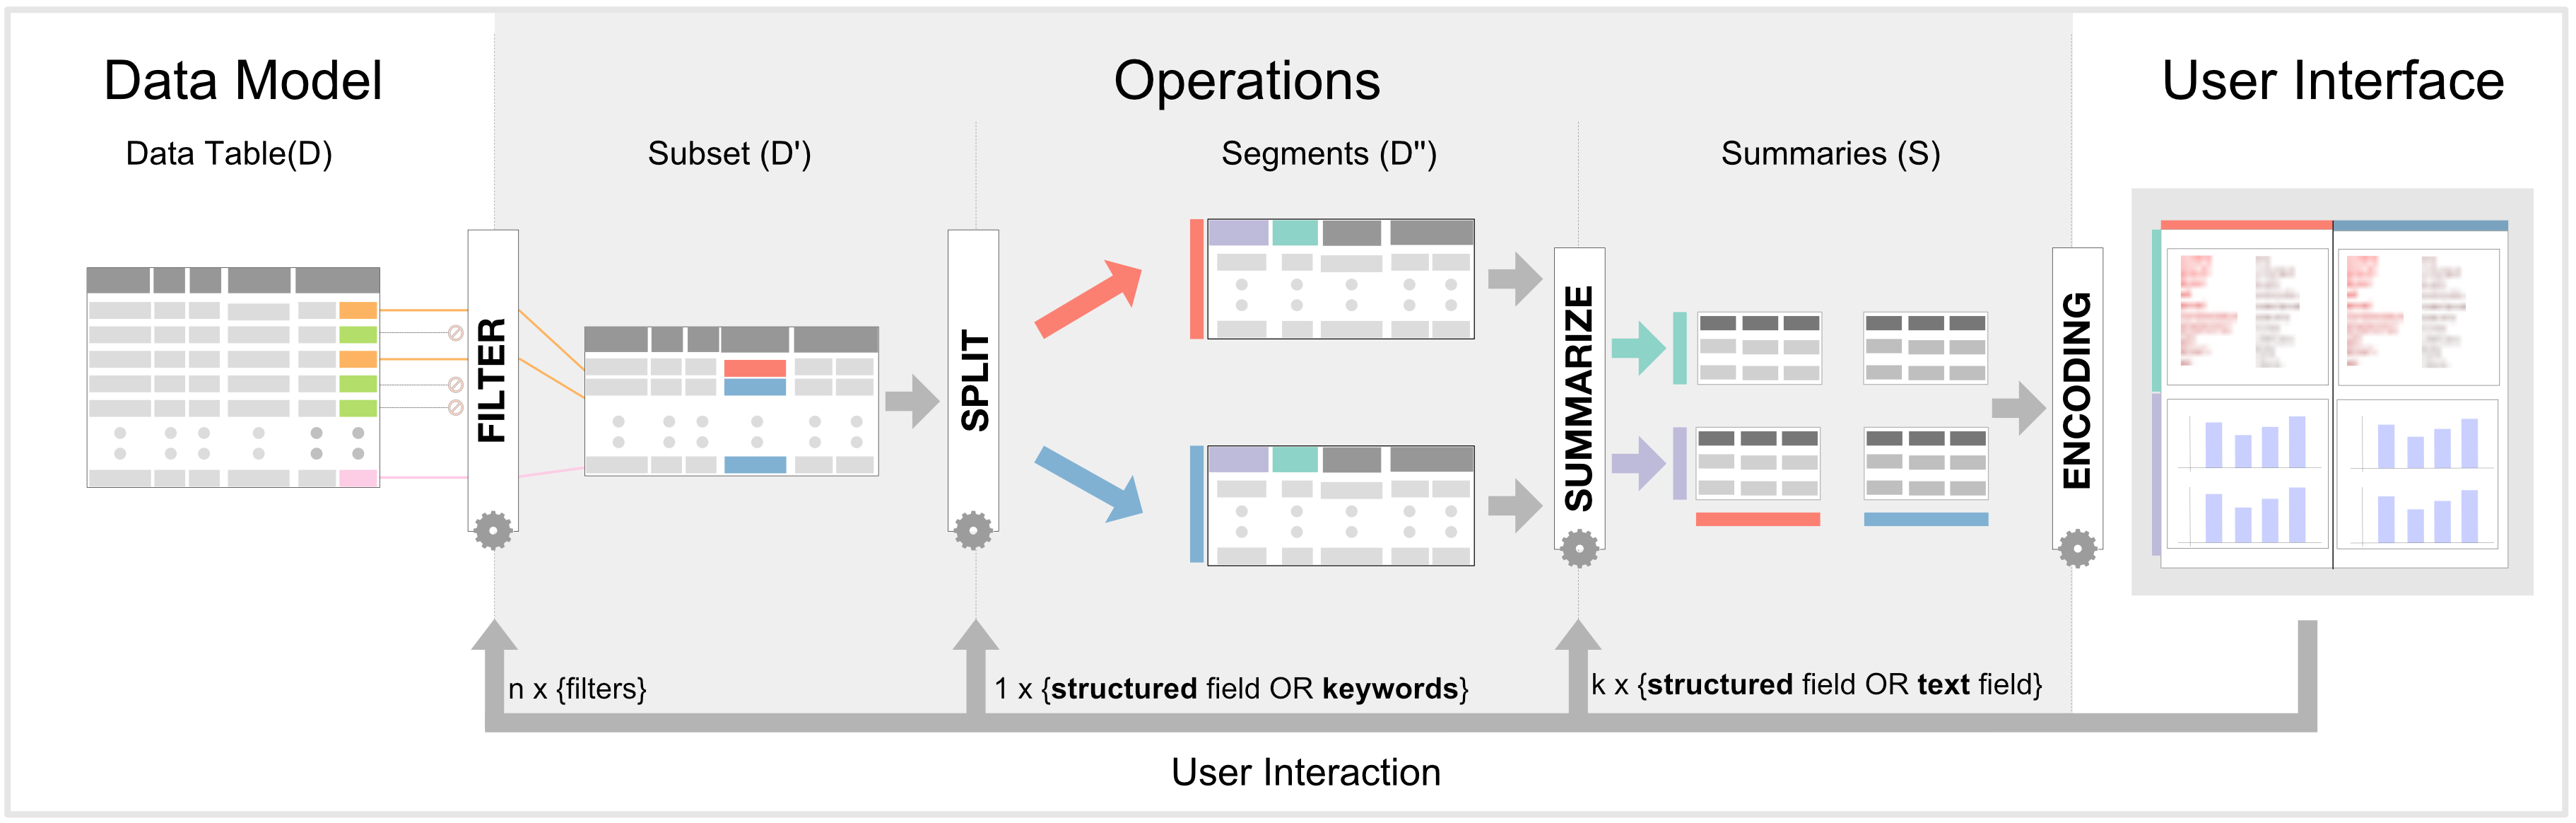 Data Model
Operations
User Interface
Data Table(D)
Subset (D')
Segments (D'')
Summaries (S)
FILTER
SPLIT
SUMMARIZE
ENCODING
n x {filters}
1 x {structured field OR keywords}
k x {structured field OR text field}
User Interaction